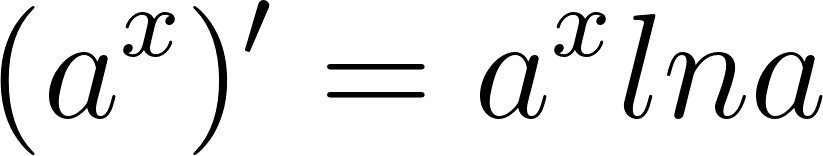 (a^x)′ = a^x lna